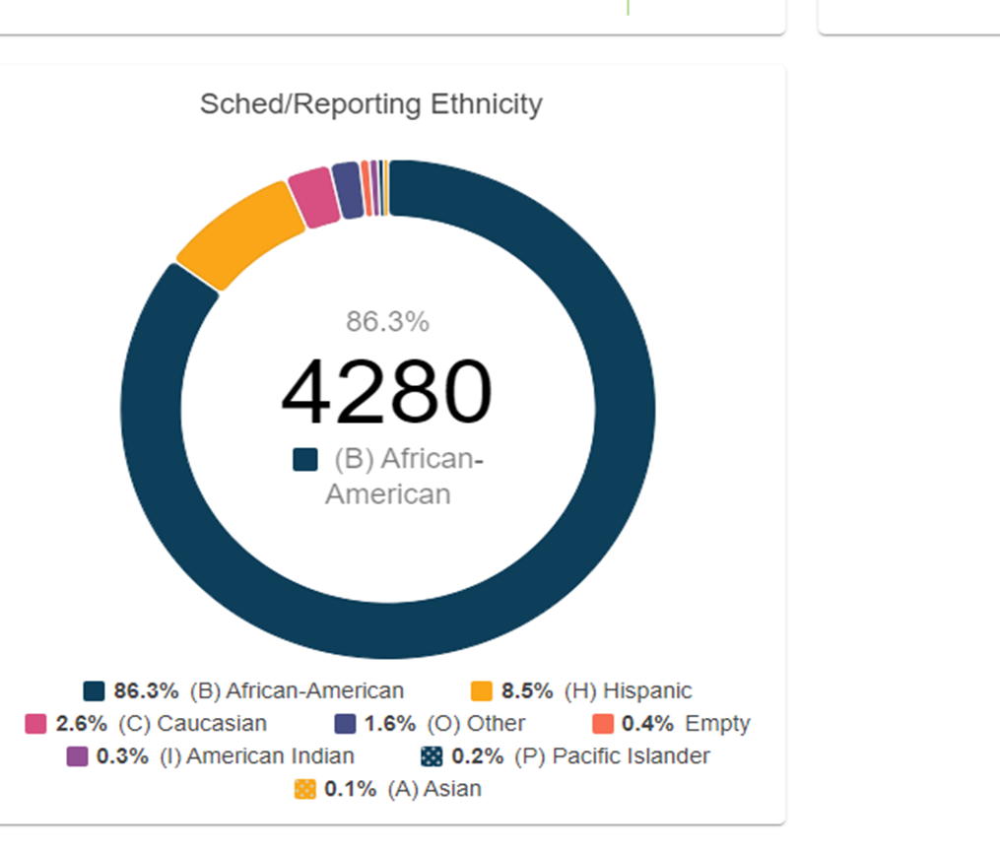 Sched/Reporting Ethnicity
86.3%
4280
(B) African-
American
86.3% (B) African-American 8.5% (H) Hispanic
2.6% (C) Caucasian 1.6% (O) Other 0.4% Empty
0.3% (I) American Indian 0.2% (P) Pacific Islander
0.1% (A) Asian